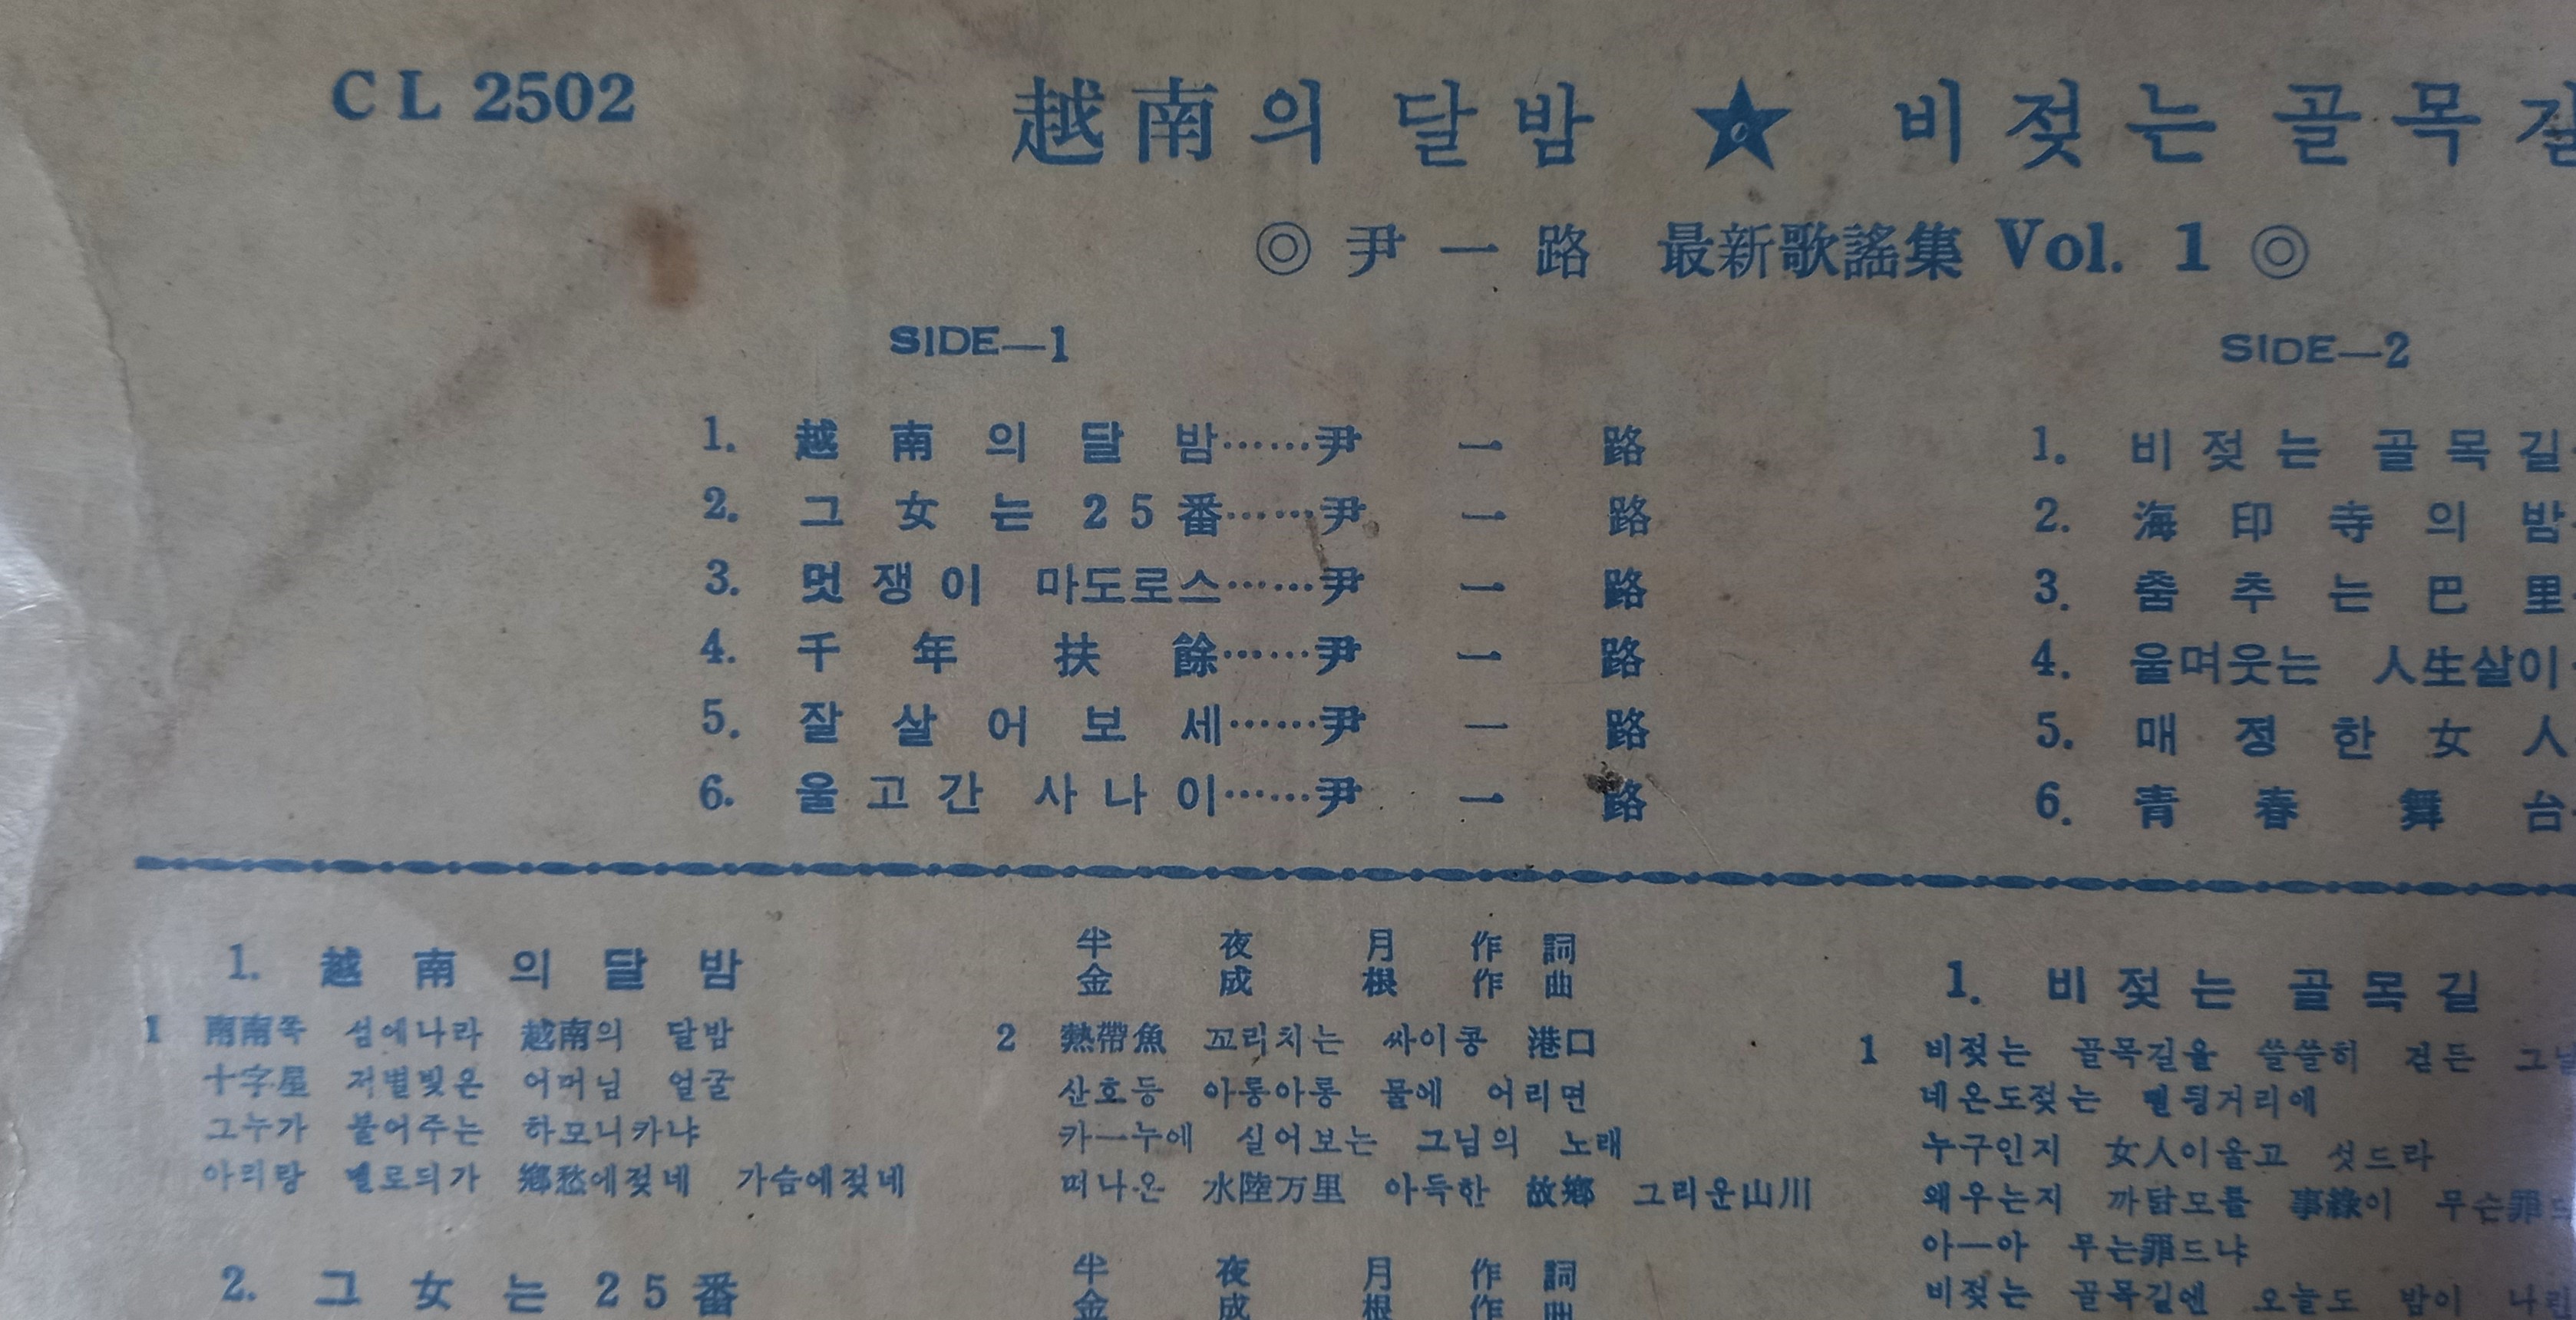 CL 2502
越南의 달밤 ★ 비젖는 골목길
◎ 尹一路 最新歌謠集 Vol. 1 ◎
SIDE—1
1. 越南의달밤……尹一路
2. 그女는25番……尹一路
3. 멋쟁이 마도로스……尹一路
4. 千年扶餘……尹一路
5. 잘살어보세……尹一路
6. 울고간 사나이……尹一路
SIDE—2
1. 비젖는 골목길
2. 海印寺의밤
3. 춤추는巴里
4. 울며웃는 人生살이
5. 매정한女人
6. 青春舞台
1. 越南의달밤
半夜月作詞
金成根作曲
1 南南쪽 섬에나라 越南의 달밤
十字星 저별빛은 어머님 얼굴
그누가 불어주는 하모니카냐
아리랑 멜로듸가 鄕愁에젖네 가슴에젖네
2 熱帶魚 꼬리치는 싸이콩 港口
산호등 아롱아롱 물에 어리면
카—누에 실어보는 그님의 노래
떠나온 水陸万里 아득한 故鄕 그리운山川
2. 그女는25番
半夜月作詞
金成根作曲
1. 비젖는 골목길
1 비젖는 골목길을 쓸쓸히 걷든
네온도젖는 뒷거리에
누구인지 女人이울고 섯드라
왜우는지 까닭도를 事緣이 무슨罪
아—아 무는罪드냐
비젖는 골목길엔 오늘도 밤이